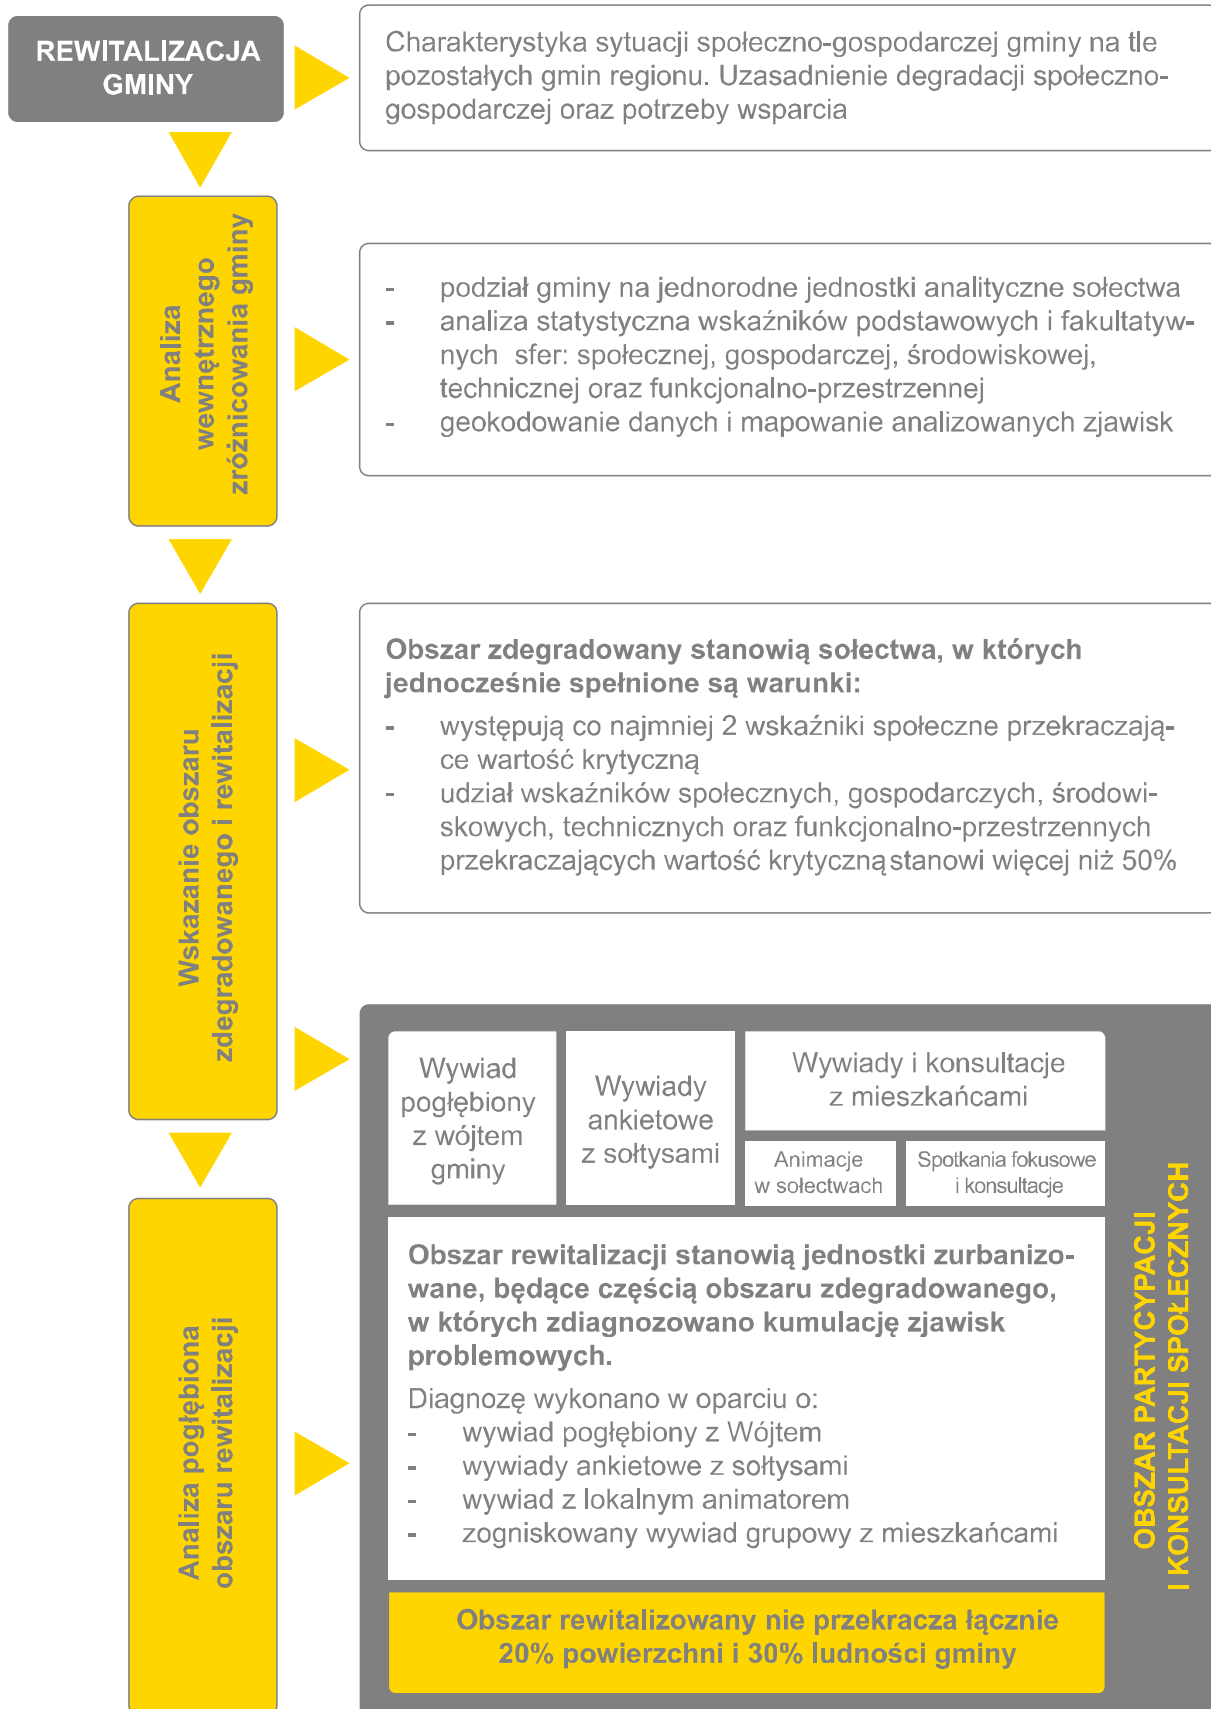 REWITALIZACJA
GMINY
Charakterystyka sytuacji społeczno-gospodarczej gminy na tle
pozostałych gmin regionu. Uzasadnienie degradacji społeczno-
gospodarczej oraz potrzeby wsparcia
Analiza
wewnętrznego
zróżnicowania gminy
- podział gminy na jednorodne jednostki analityczne sołectwa
- analiza statystyczna wskaźników podstawowych i fakultatyw-
nych sfer: społecznej, gospodarczej, środowiskowej,
technicznej oraz funkcjonalno-przestrzennej
- geokodowanie danych i mapowanie analizowanych zjawisk
Wskazanie obszaru
zdegradowanego i rewitalizacji
Obszar zdegradowany stanowią sołectwa, w których
jednocześnie spełnione są warunki:
- występują co najmniej 2 wskaźniki społeczne przekraczają-
ce wartość krytyczną
- udział wskaźników społecznych, gospodarczych, środowi-
skowych, technicznych oraz funkcjonalno-przestrzennych
przekraczających wartość krytyczną stanowi więcej niż 50%
Wywiad
pogłębiony
z wójtem
gminy
Wywiady
ankietowe
z sołtysami
Wywiady i konsultacje
z mieszkańcami
Animacje
w sołectwach
Spotkania fokusowe
i konsultacje
Analiza pogłębiona
obszaru rewitalizacji
Obszar rewitalizacji stanowią jednostki zurbanizo-
wane, będące częścią obszaru zdegradowanego,
w których zdiagnozowano kumulację zjawisk
problemowych.
Diagnozę wykonano w oparciu o:
- wywiad pogłębiony z Wójtem
- wywiady ankietowe z sołtysami
- wywiad z lokalnym animatorem
- zogniskowany wywiad grupowy z mieszkańcami
Obszar rewitalizowany nie przekracza łącznie
20% powierzchni i 30% ludności gminy
OBSZAR PARTYCYPACJI
I KONSULTACJI SPOŁECZNYCH